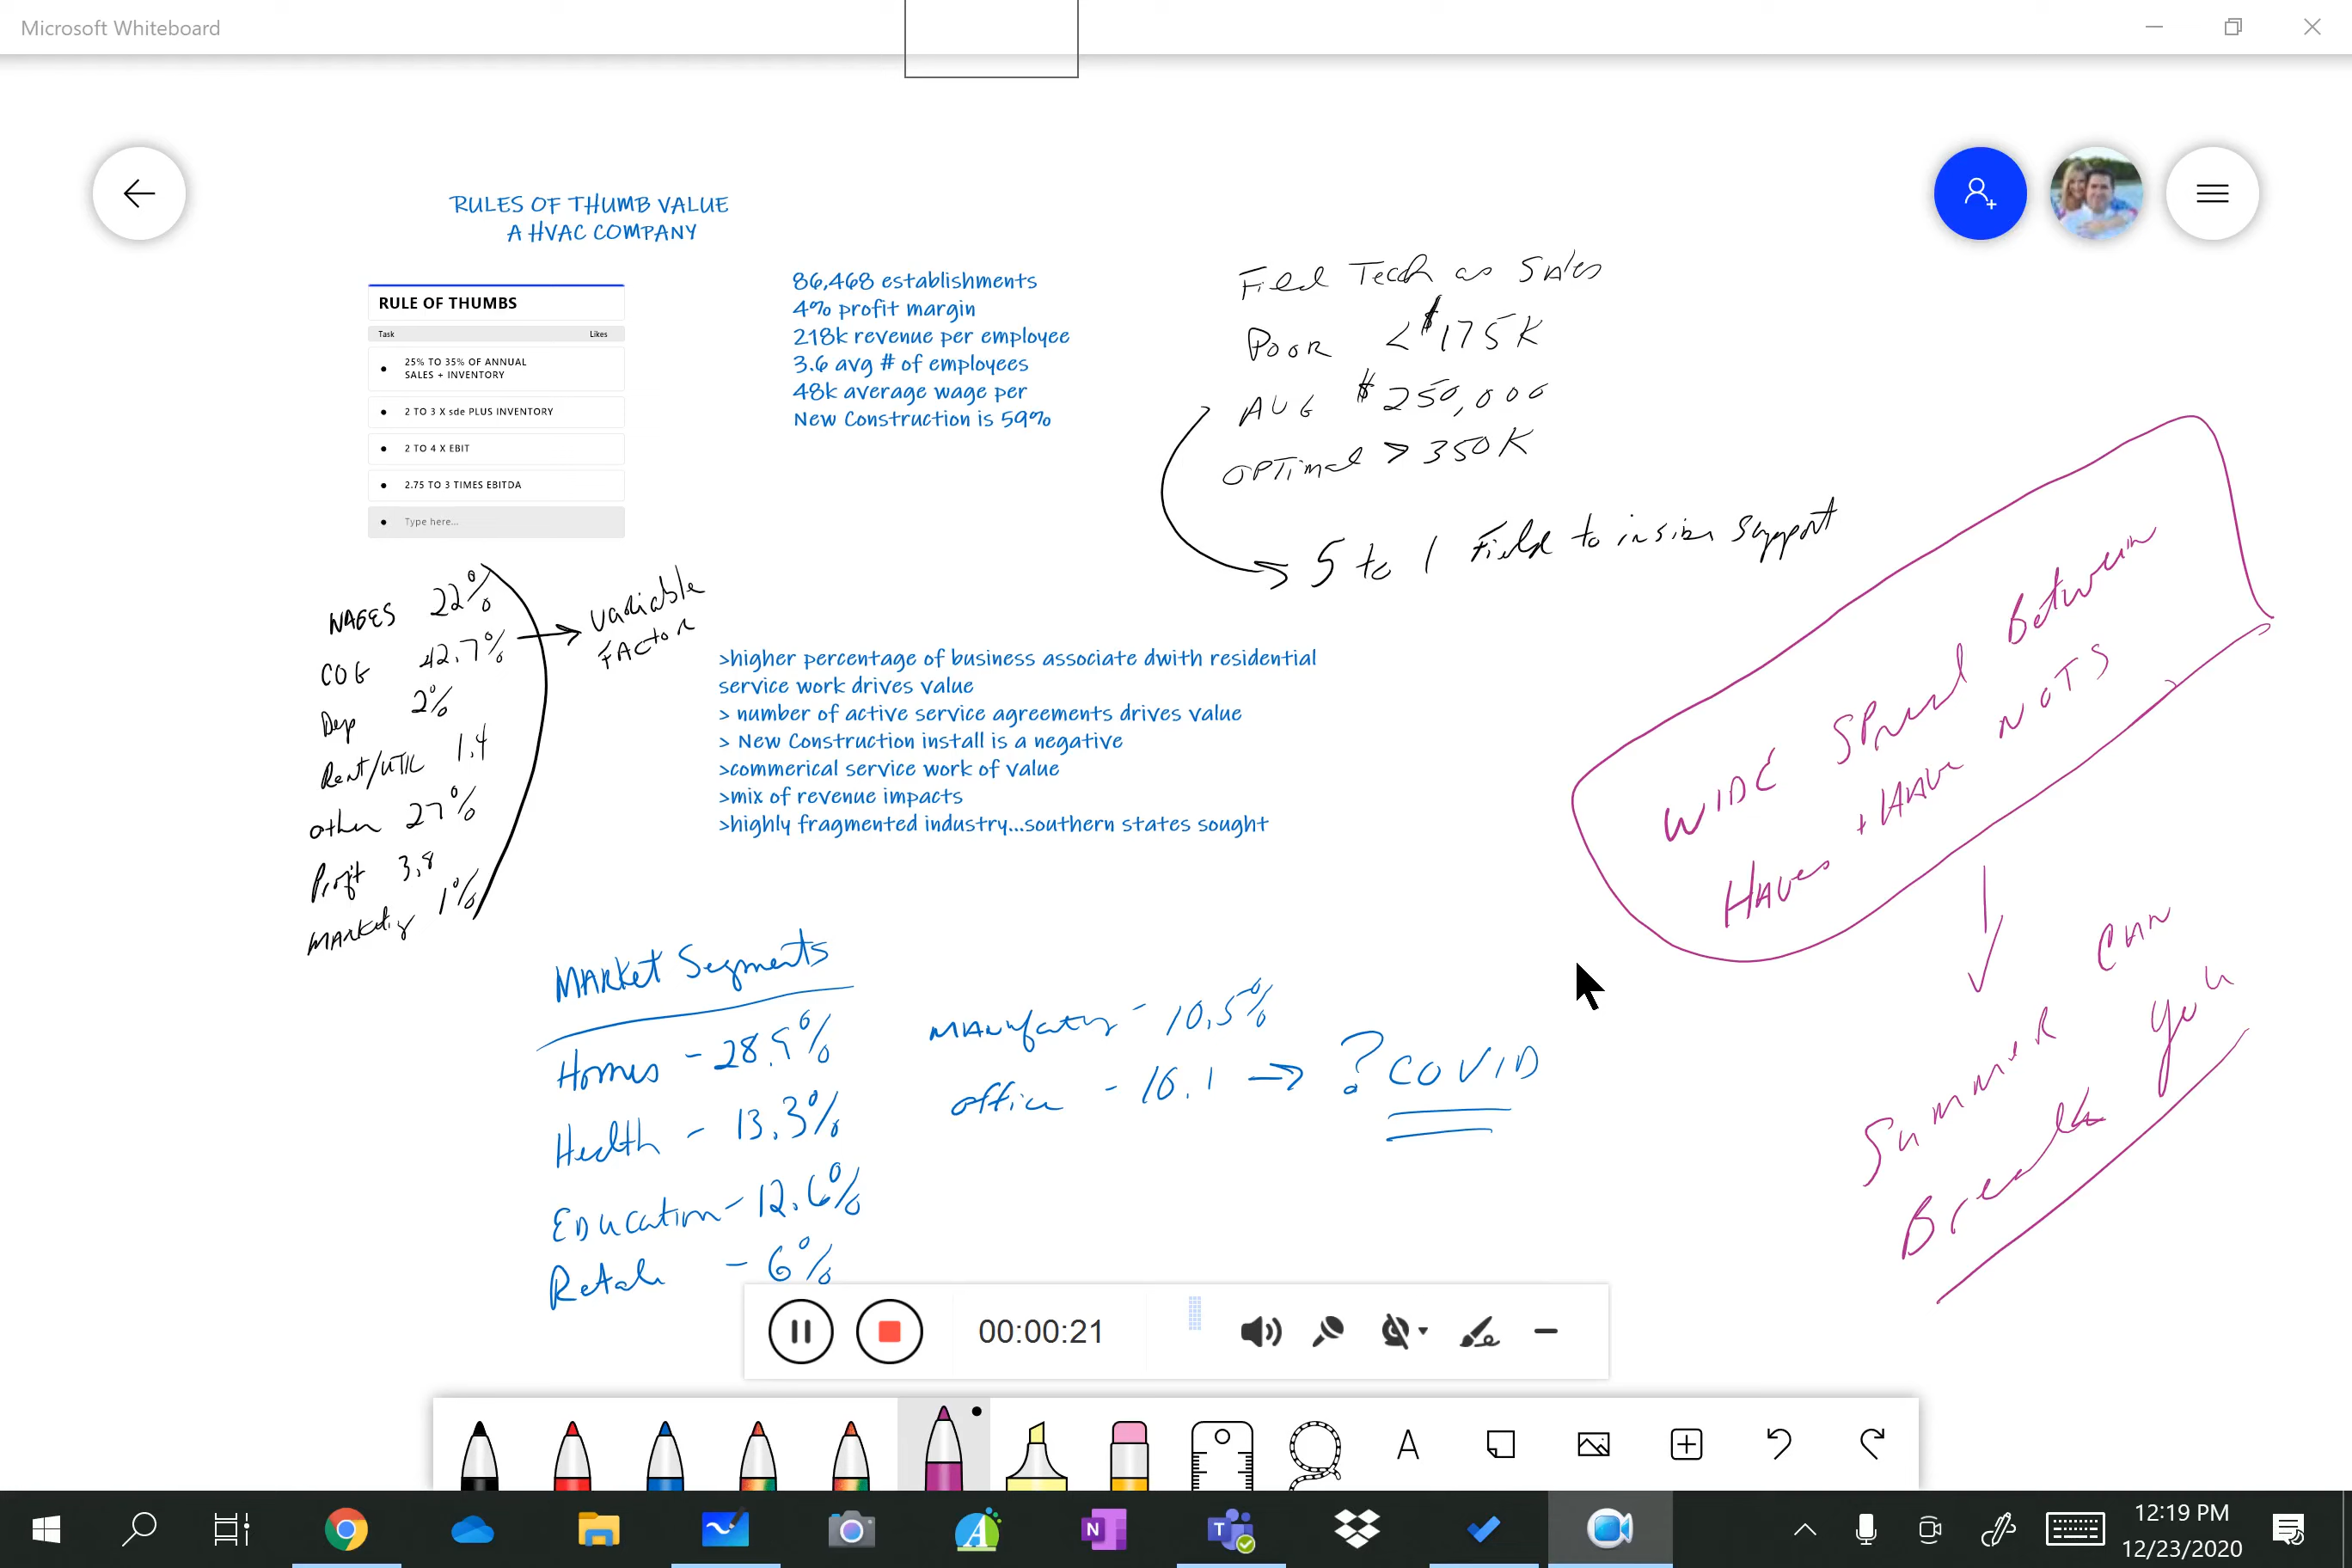 Microsoft Whiteboard
RULES OF THUMB VALUE
A HVAC COMPANY
RULE OF THUMBS
Task Likes
25% TO 35% OF ANNUAL
SALES + INVENTORY
2 TO 3 X sde PLUS INVENTORY
2 TO 4 X EBIT
2.75 TO 3 TIMES EBITDA
Type here...
86,468 establishments
4% profit margin
218k revenue per employee
3.6 avg # of employees
48k average wage per
New Construction is 59%
Field Tech as Sales
Poor < $175K
AVG $250,000
OPTimal > 350K
5 to 1 Field to inside support
WAGES 22%
COG 42.7%
Dep 2%
Rent/UTIL 1.4
other 27%
Profit 3.8
MARKeting 1%
variable
FACtor
>higher percentage of business associate dwith residential
service work drives value
> number of active service agreements drives value
> New Construction install is a negative
>commerical service work of value
>mix of revenue impacts
>highly fragmented industry...southern states sought
WIDE SPread Between
Haves + HAVE NOTS
Summer CAN
Break you
MARKet Segments
Homes - 28.9%
Health - 13.3%
EDucation - 12.6%
Retail - 6%
MANufacturing - 10.5%
office - 16.1 → ? COVID
00:00:21
A
12:19 PM
12/23/2020